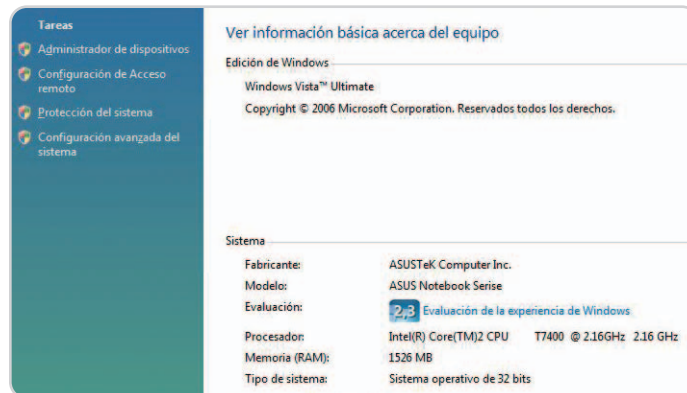 Tareas
Administrador de dispositivos
Configuración de Acceso
remoto
Protección del sistema
Configuración avanzada del
sistema
Ver información básica acerca del equipo
Edición de Windows
Windows Vista™ Ultimate
Copyright © 2006 Microsoft Corporation. Reservados todos los derechos.
Sistema
Fabricante: ASUSTeK Computer Inc.
Modelo: ASUS Notebook Serise
Evaluación: 2,3 Evaluación de la experiencia de Windows
Procesador: Intel(R) Core(TM)2 CPU T7400 @ 2.16GHz 2.16 GHz
Memoria (RAM): 1526 MB
Tipo de sistema: Sistema operativo de 32 bits